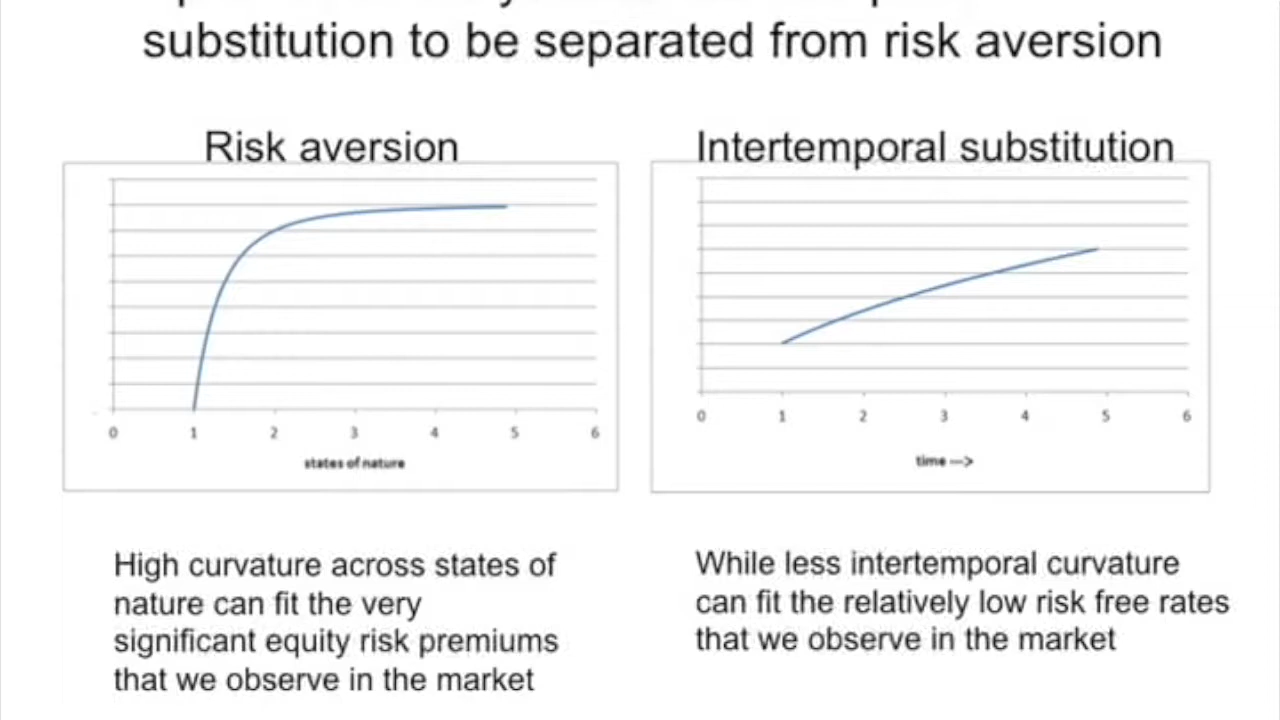 substitution to be separated from risk aversion
Risk aversion
Intertemporal substitution
0 1 2 3 4 5 6
states of nature
0 1 2 3 4 5 6
time --->
High curvature across states of
nature can fit the very
significant equity risk premiums
that we observe in the market
While less intertemporal curvature
can fit the relatively low risk free rates
that we observe in the market